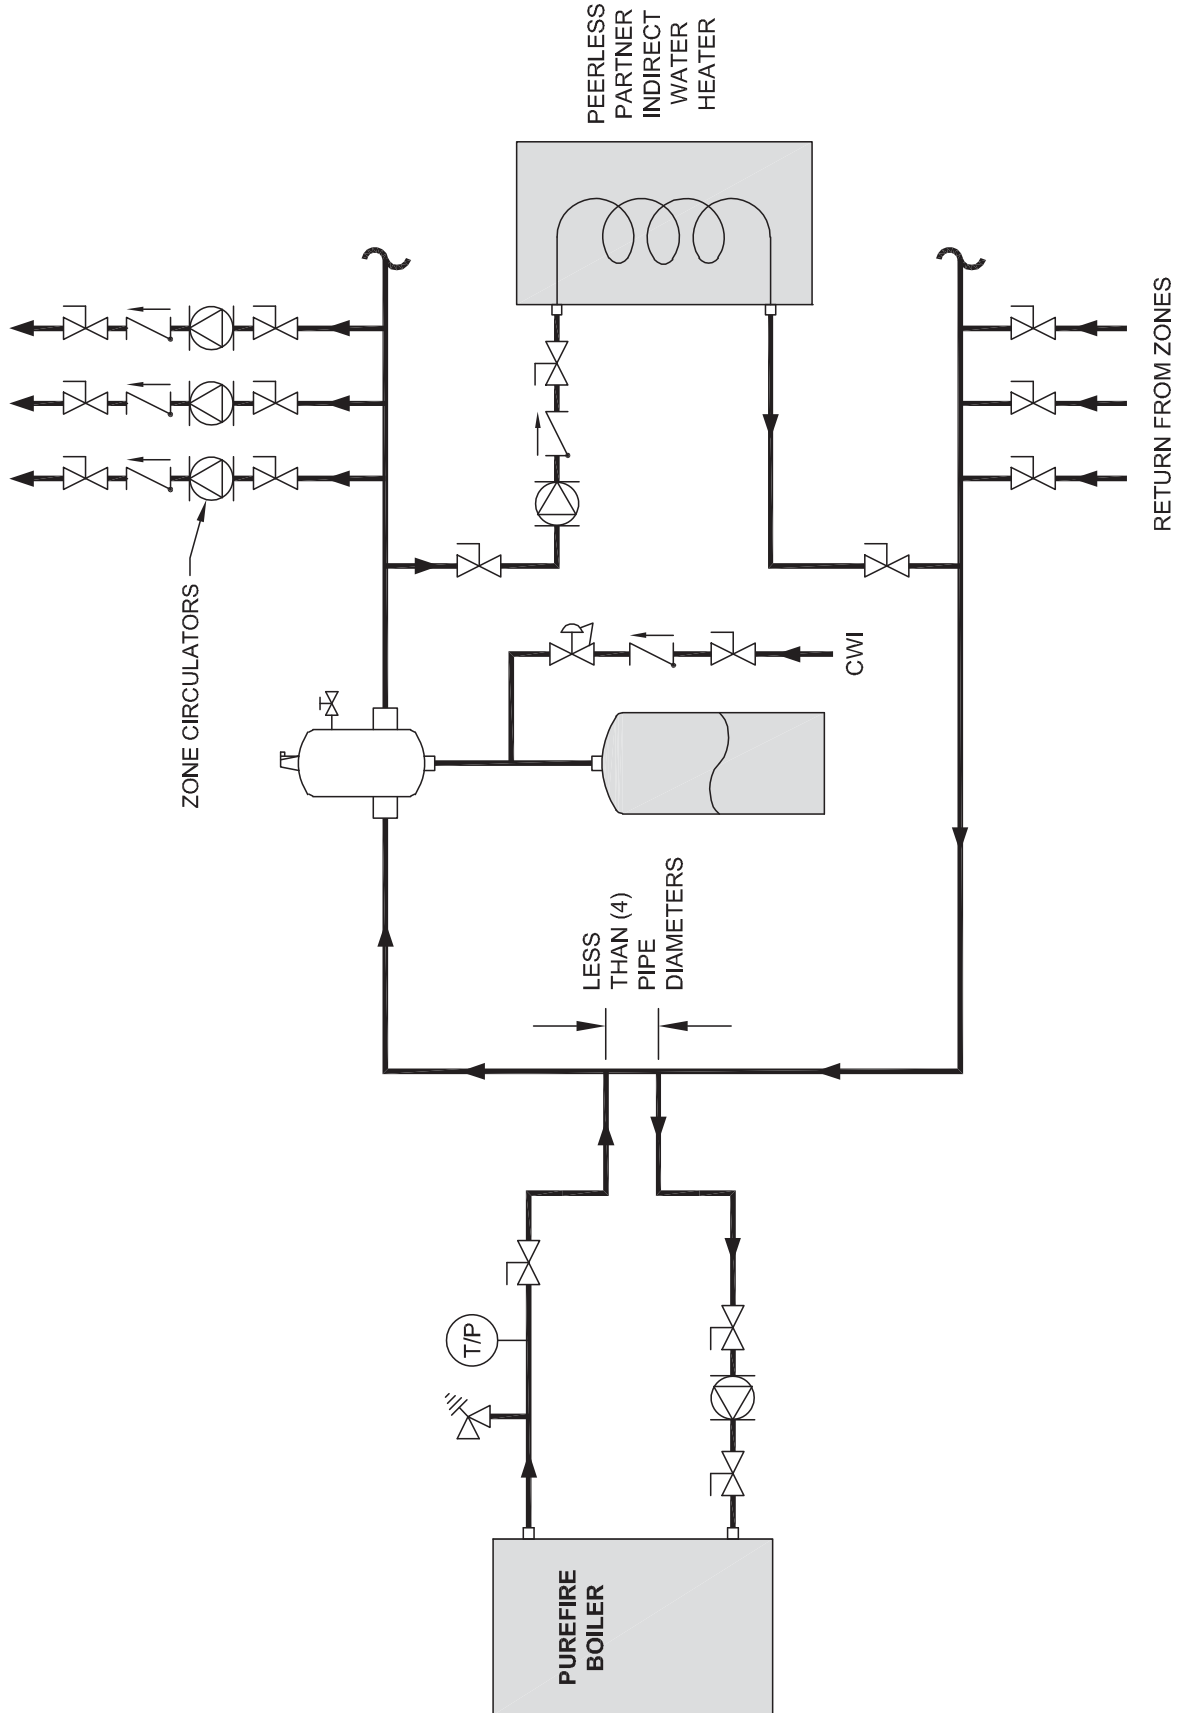 PUREFIRE
BOILER
T/P
LESS
THAN (4)
PIPE
DIAMETERS
ZONE CIRCULATORS
CWI
PEERLESS
PARTNER
INDIRECT
WATER
HEATER
RETURN FROM ZONES